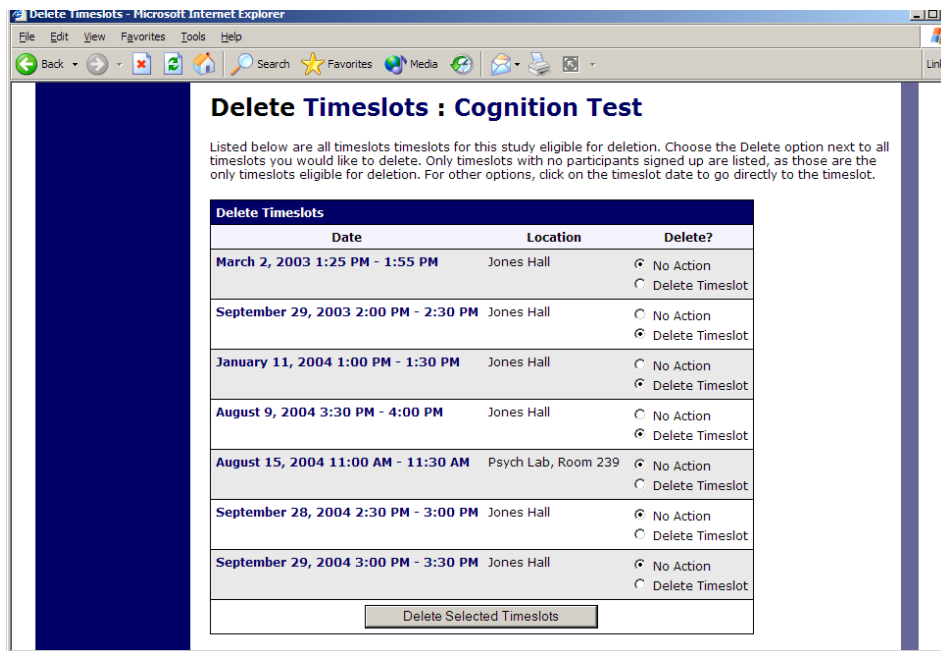 Delete Timeslots - Microsoft Internet Explorer
File Edit View Favorites Tools Help
Back Search Favorites Media
Delete Timeslots : Cognition Test
Listed below are all timeslots timeslots for this study eligible for deletion. Choose the Delete option next to all
timeslots you would like to delete. Only timeslots with no participants signed up are listed, as those are the
only timeslots eligible for deletion. For other options, click on the timeslot date to go directly to the timeslot.
Delete Timeslots
Date Location Delete?
March 2, 2003 1:25 PM - 1:55 PM Jones Hall No Action
Delete Timeslot
September 29, 2003 2:00 PM - 2:30 PM Jones Hall No Action
Delete Timeslot
January 11, 2004 1:00 PM - 1:30 PM Jones Hall No Action
Delete Timeslot
August 9, 2004 3:30 PM - 4:00 PM Jones Hall No Action
Delete Timeslot
August 15, 2004 11:00 AM - 11:30 AM Psych Lab, Room 239 No Action
Delete Timeslot
September 28, 2004 2:30 PM - 3:00 PM Jones Hall No Action
Delete Timeslot
September 29, 2004 3:00 PM - 3:30 PM Jones Hall No Action
Delete Timeslot
Delete Selected Timeslots